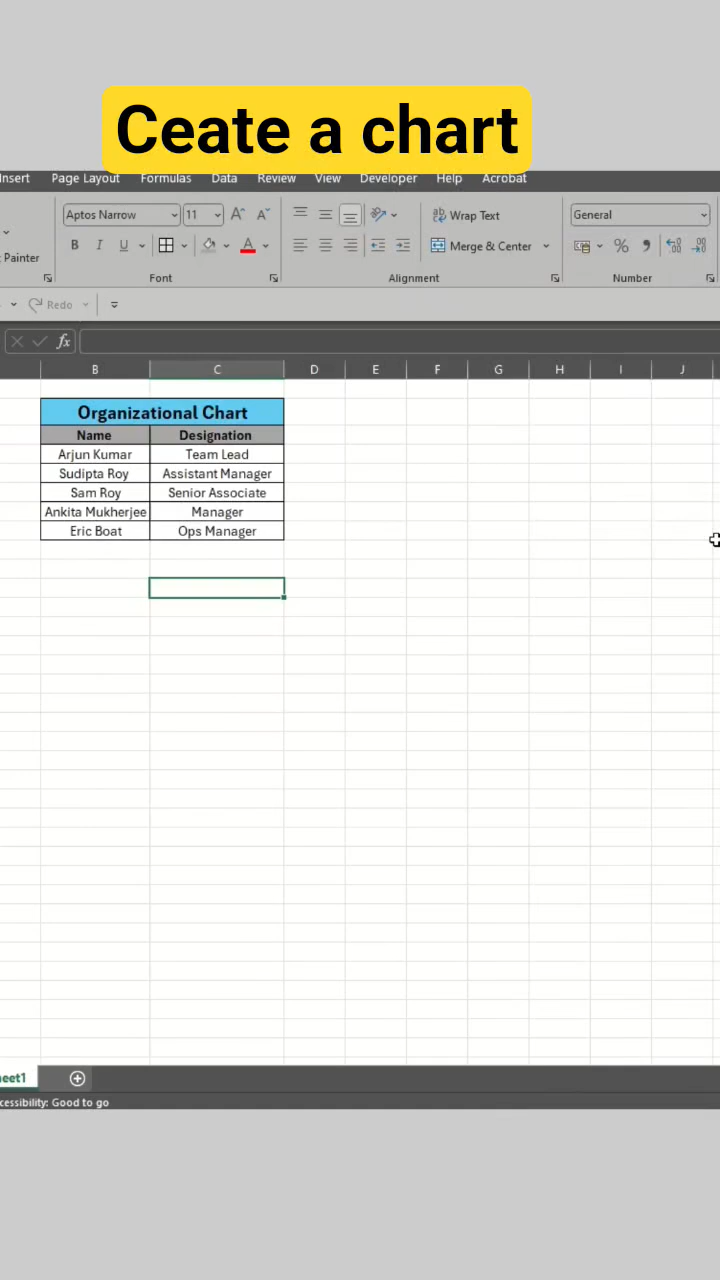 Ceate a chart
Insert Page Layout Formulas Data Review View Developer Help Acrobat
Aptos Narrow 11 A A ab Wrap Text General
Painter B I U A Merge & Center %
Font Alignment Number
Redo
fx
B C D E F G H I J
Organizational Chart
Name Designation
Arjun Kumar Team Lead
Sudipta Roy Assistant Manager
Sam Roy Senior Associate
Ankita Mukherjee Manager
Eric Boat Ops Manager
eet1
cessibility: Good to go